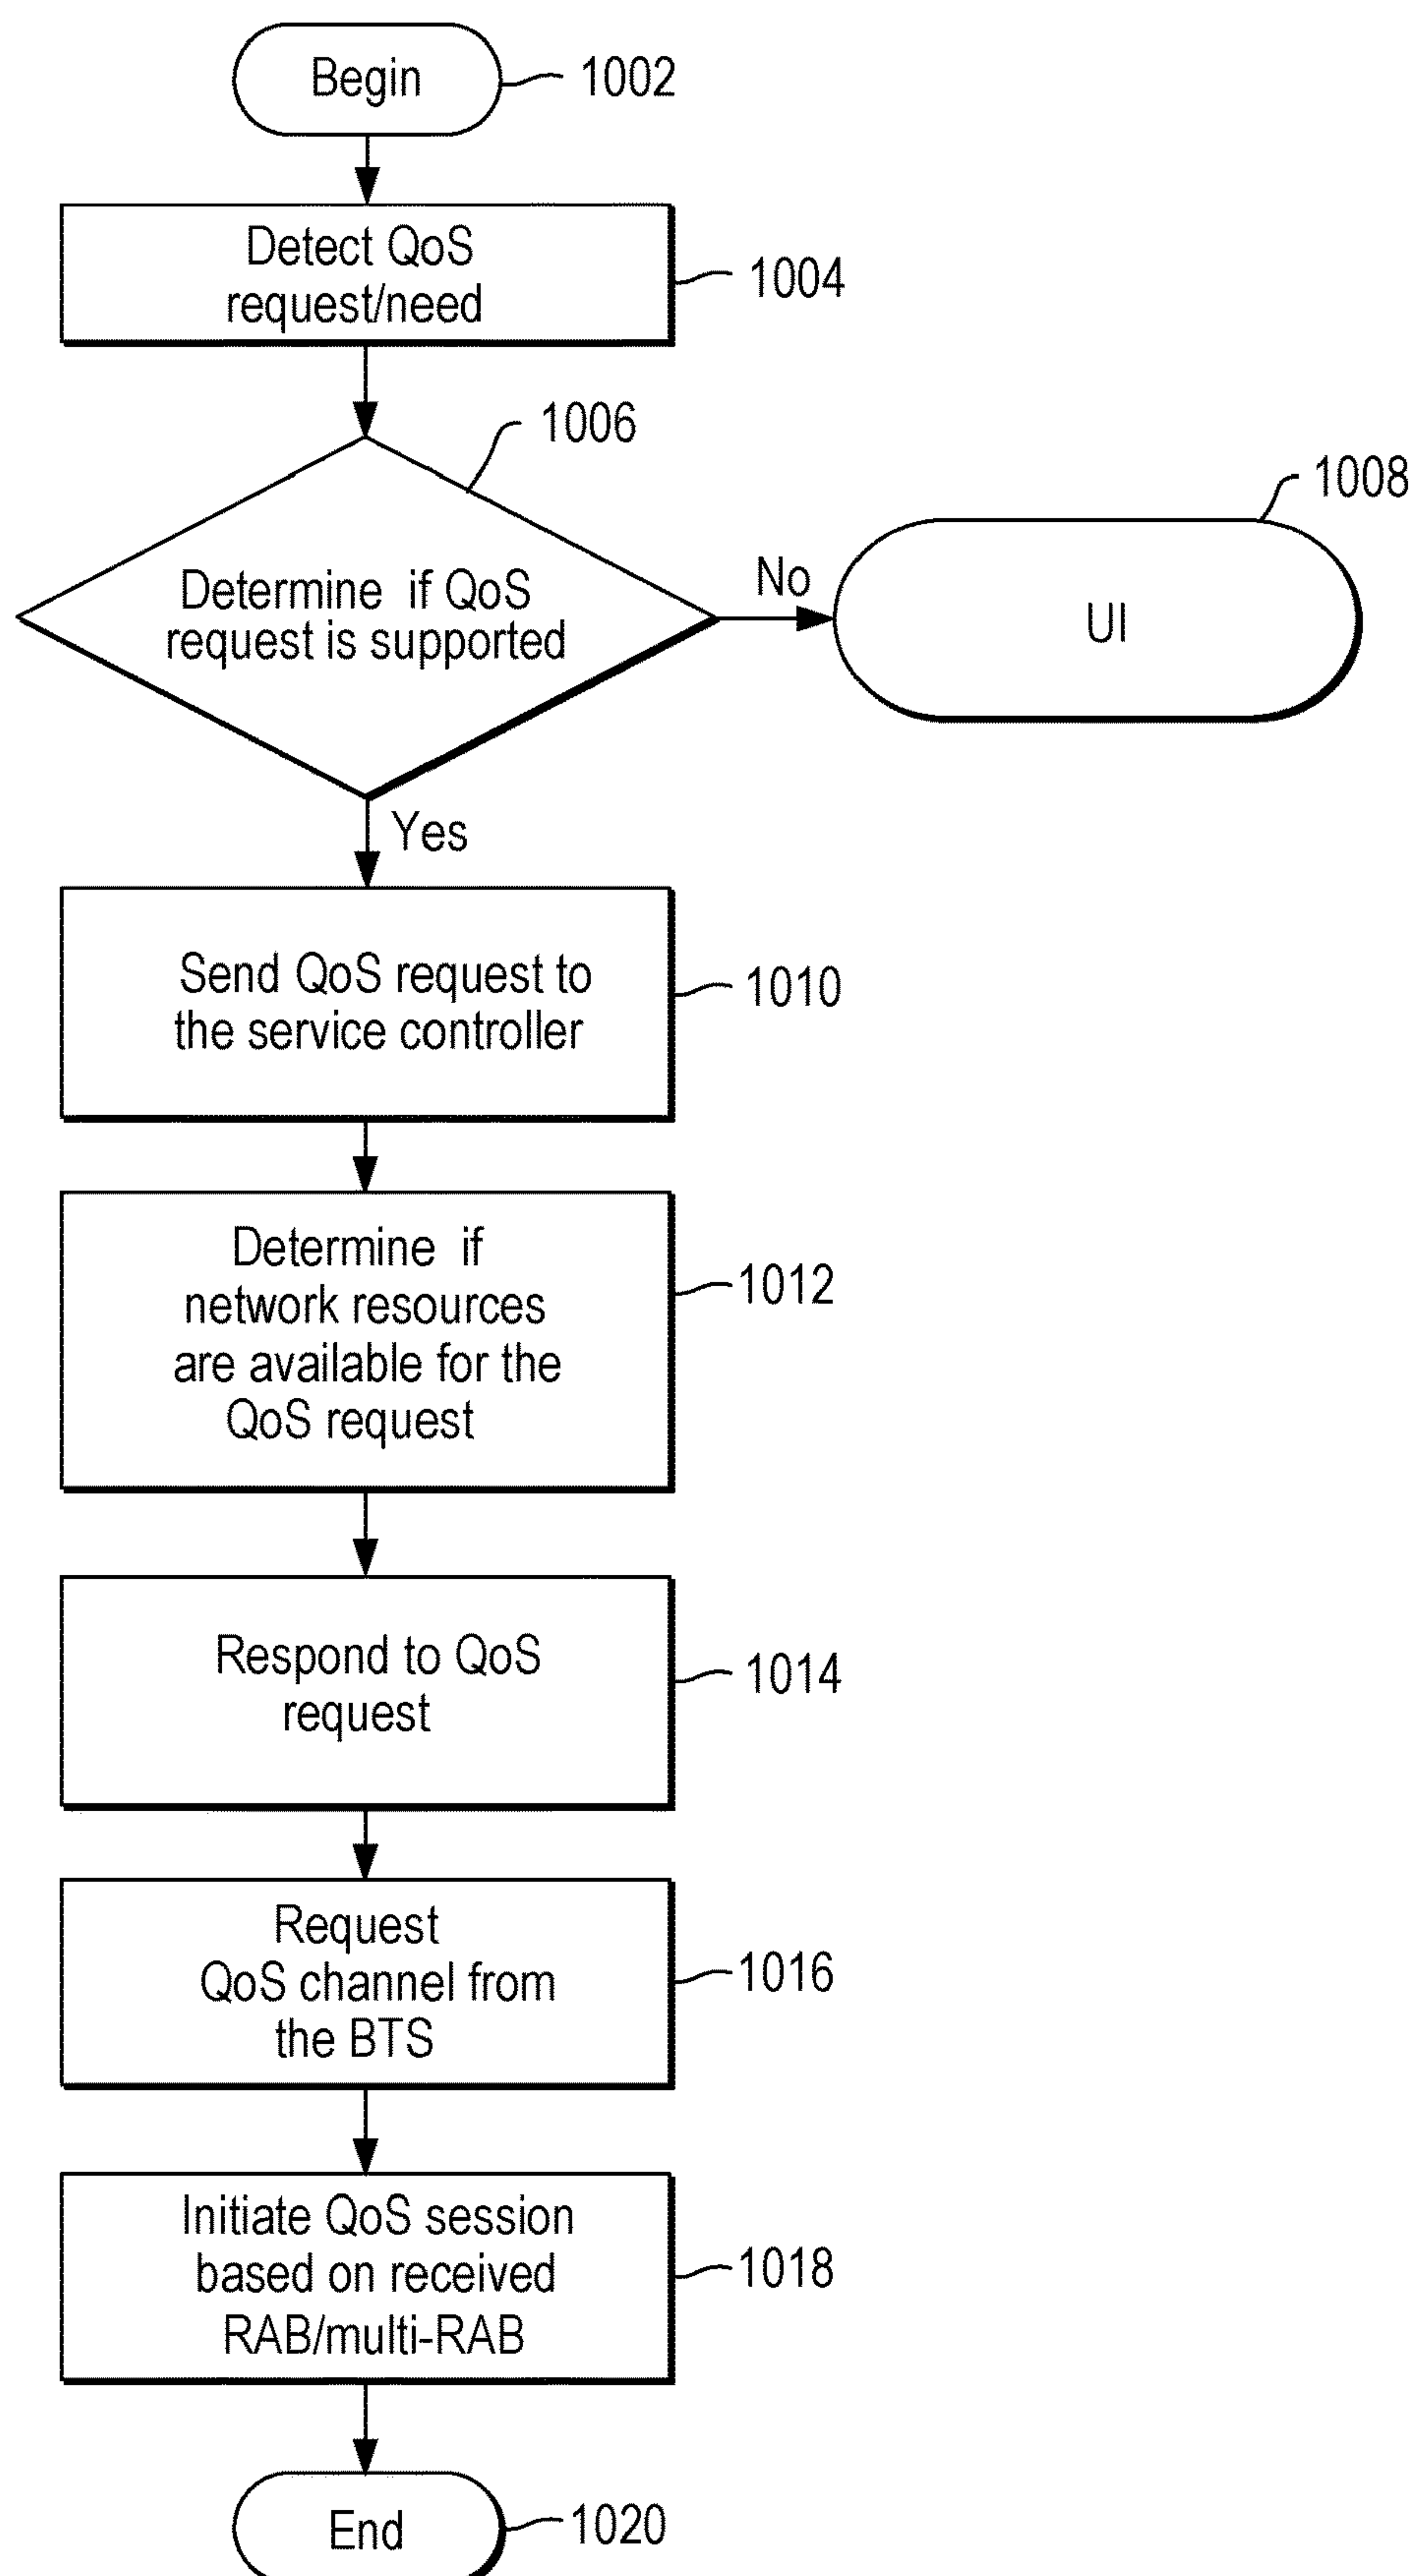 Begin
1002
Detect QoS
request/need
1004
1006
Determine if QoS
request is supported
No
1008
UI
Yes
Send QoS request to
the service controller
1010
Determine if
network resources
are available for the
QoS request
1012
Respond to QoS
request
1014
Request
QoS channel from
the BTS
1016
Initiate QoS session
based on received
RAB/multi-RAB
1018
End
1020